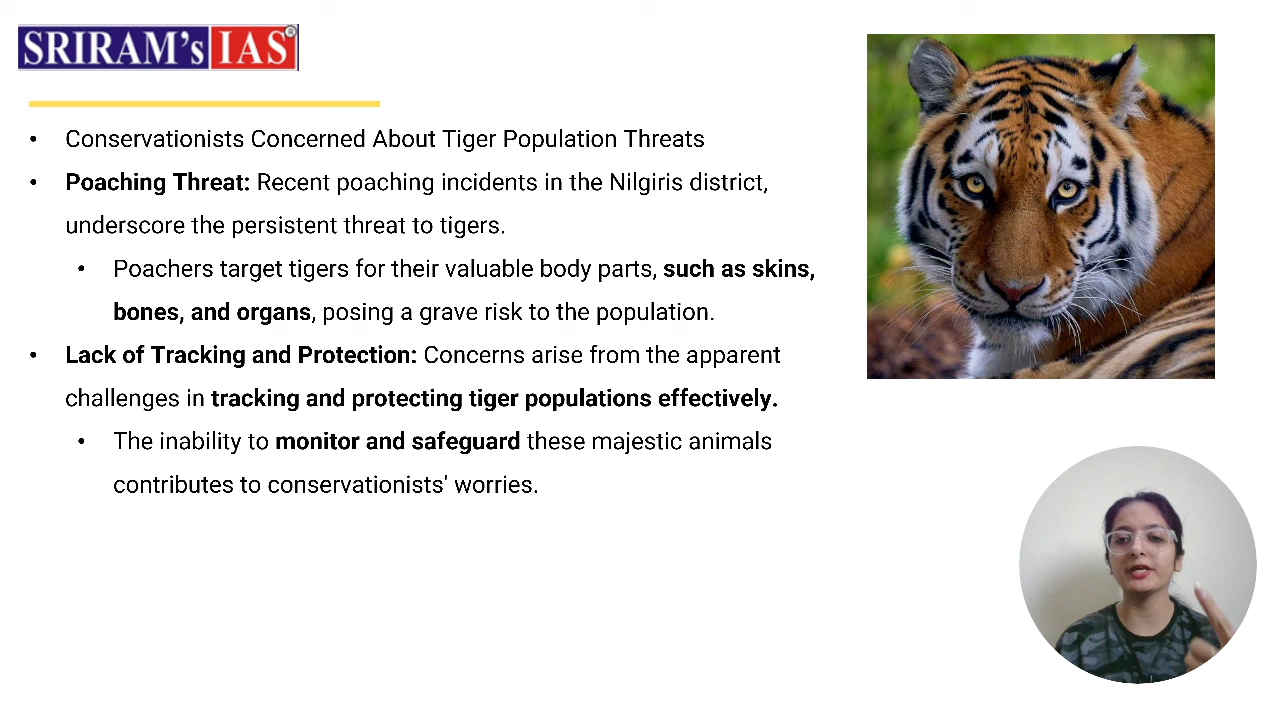 SRIRAM's IAS®
• Conservationists Concerned About Tiger Population Threats
• Poaching Threat: Recent poaching incidents in the Nilgiris district,
underscore the persistent threat to tigers.
• Poachers target tigers for their valuable body parts, such as skins,
bones, and organs, posing a grave risk to the population.
• Lack of Tracking and Protection: Concerns arise from the apparent
challenges in tracking and protecting tiger populations effectively.
• The inability to monitor and safeguard these majestic animals
contributes to conservationists' worries.